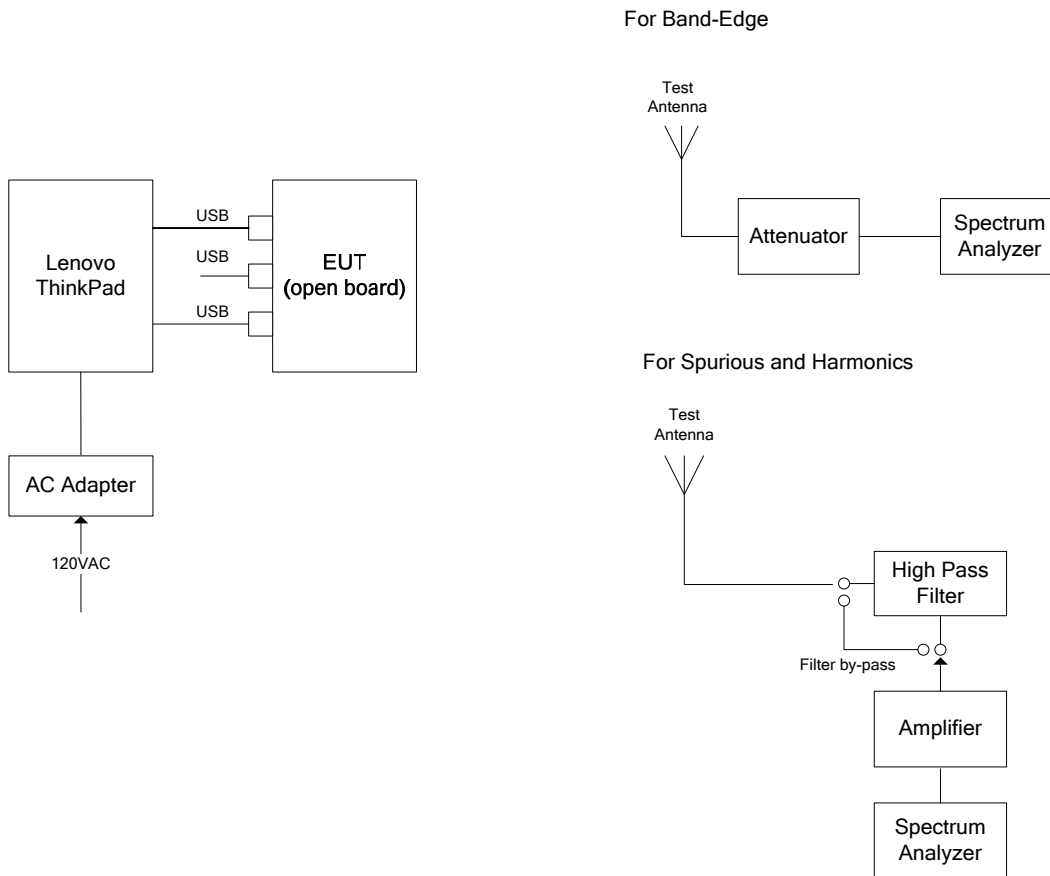 For Band-Edge
Test
Antenna
Attenuator
Spectrum
Analyzer
Lenovo
ThinkPad
USB
USB
USB
EUT
(open board)
AC Adapter
120VAC
For Spurious and Harmonics
Test
Antenna
High Pass
Filter
Filter by-pass
Amplifier
Spectrum
Analyzer